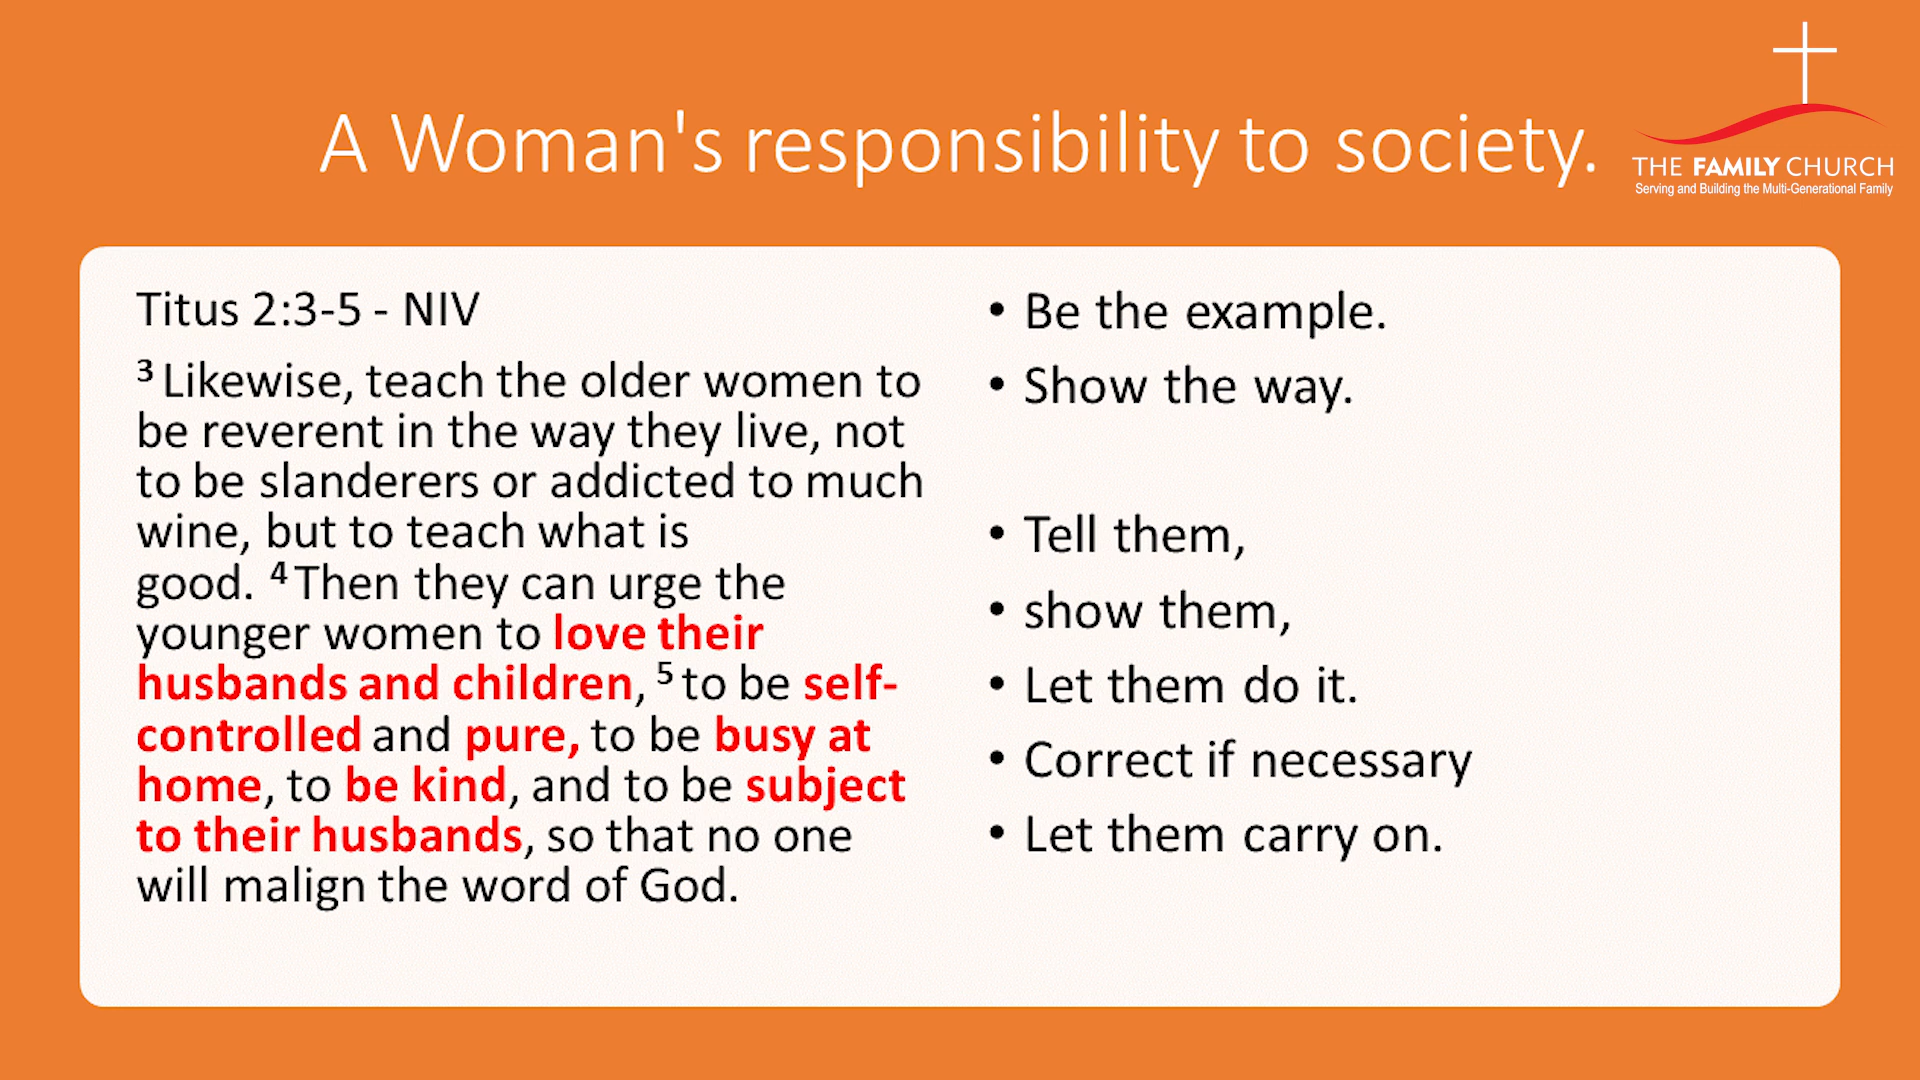 A Woman's responsibility to society.
THE FAMILY CHURCH
Serving and Building the Multi-Generational Family
Titus 2:3-5 - NIV
3 Likewise, teach the older women to
be reverent in the way they live, not
to be slanderers or addicted to much
wine, but to teach what is
good. 4 Then they can urge the
younger women to love their
husbands and children, 5 to be self-
controlled and pure, to be busy at
home, to be kind, and to be subject
to their husbands, so that no one
will malign the word of God.
• Be the example.
• Show the way.
• Tell them,
• show them,
• Let them do it.
• Correct if necessary
• Let them carry on.